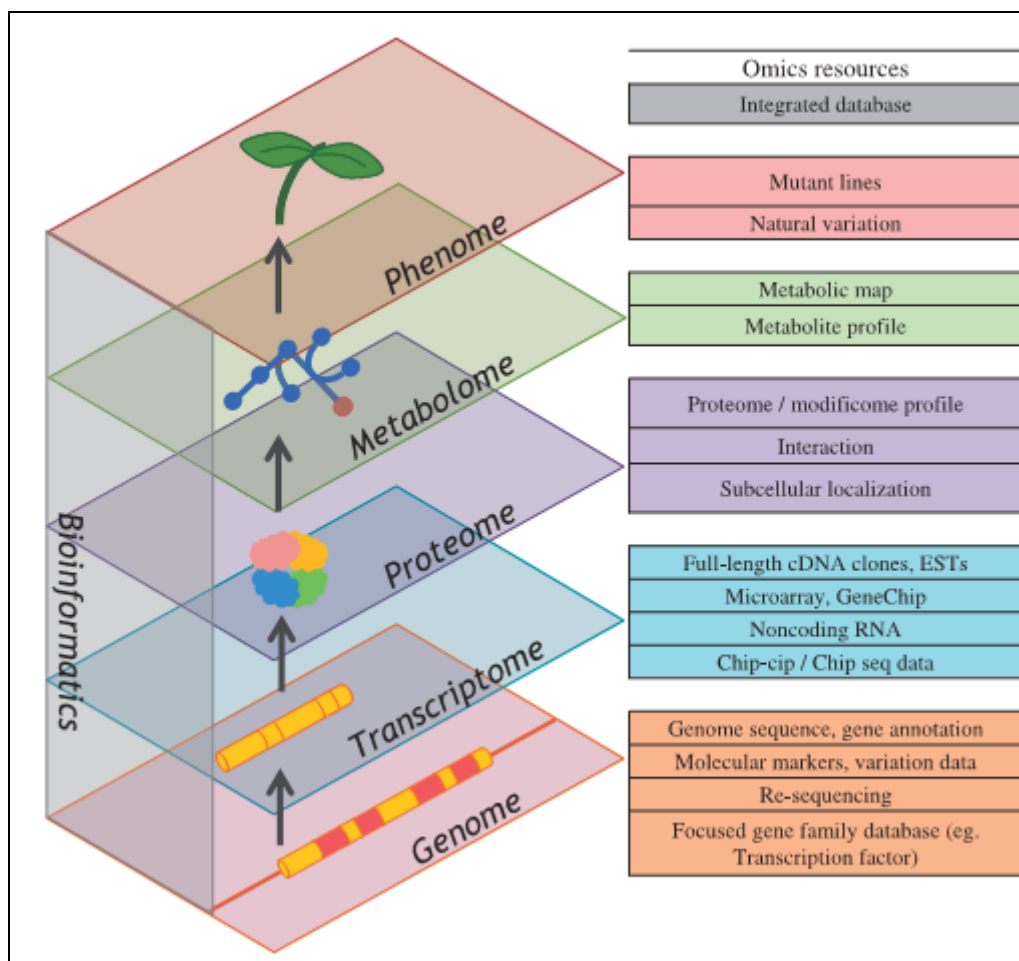 Omics resources
Integrated database
Mutant lines
Natural variation
Phenome
Metabolic map
Metabolite profile
Metabolome
Proteome / modificome profile
Interaction
Subcellular localization
Proteome
Bioinformatics
Full-length cDNA clones, ESTs
Microarray, GeneChip
Noncoding RNA
Chip-cip / Chip seq data
Transcriptome
Genome sequence, gene annotation
Molecular markers, variation data
Re-sequencing
Focused gene family database (eg.
Transcription factor)
Genome